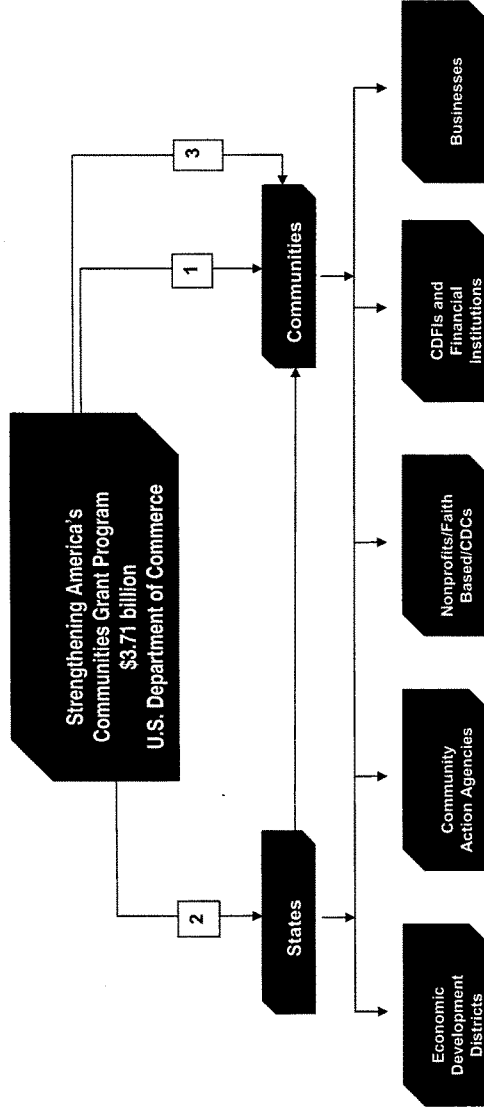 Strengthening America's
Communities Grant Program
$3.71 billion
U.S. Department of Commerce
2
1
3
States
Communities
Economic
Development
Districts
Community
Action Agencies
Nonprofits/Faith
Based/CDCs
CDFIs and
Financial
Institutions
Businesses